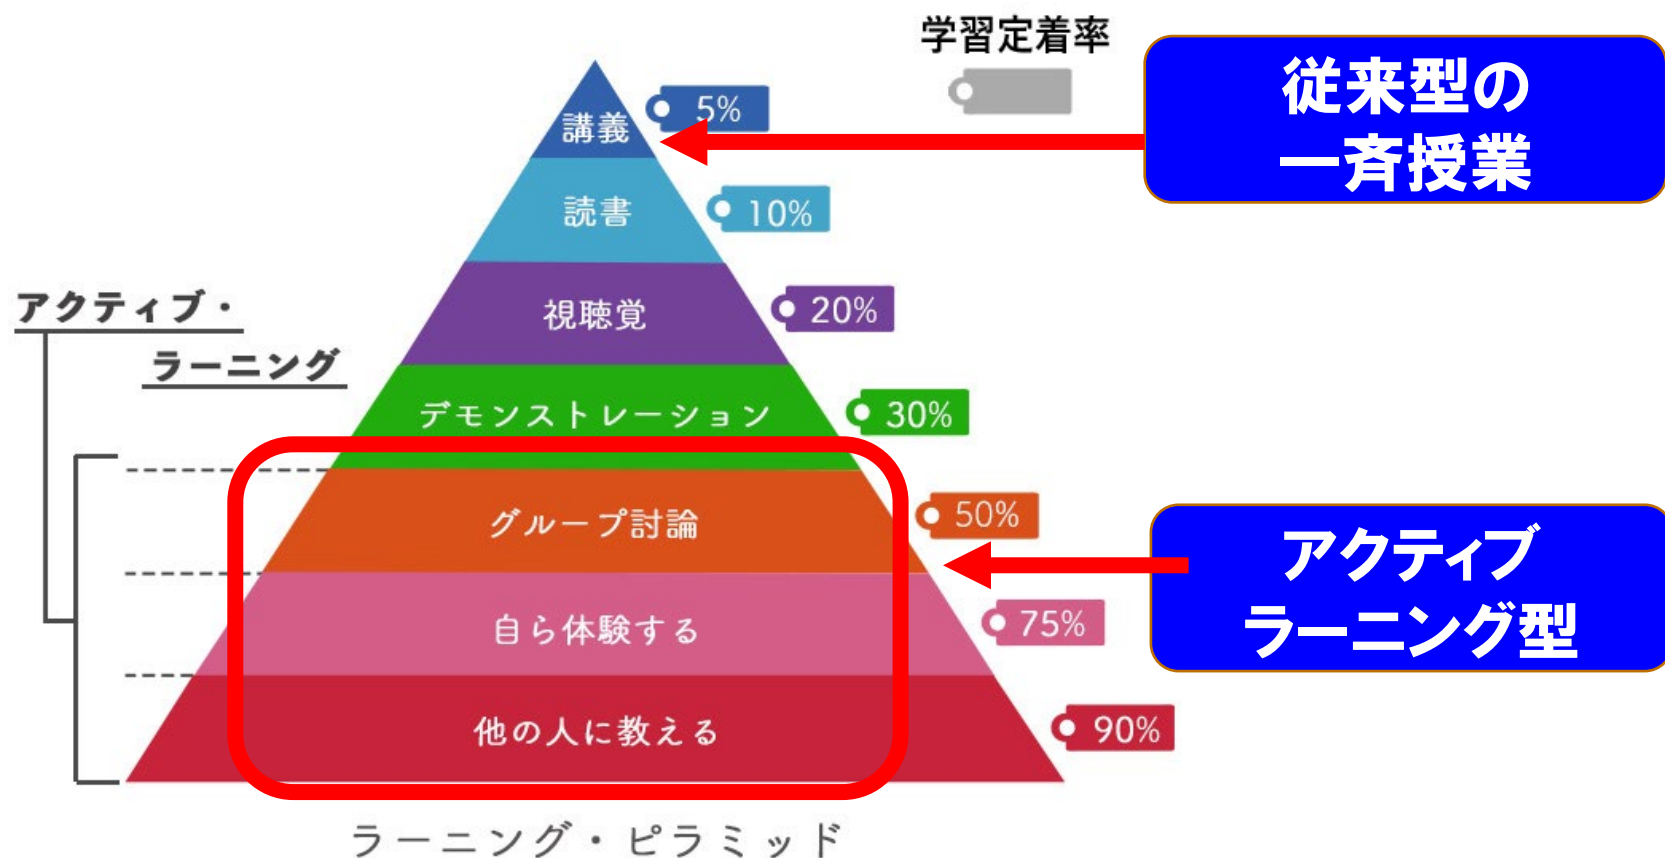 学習定着率
従来型の
一斉授業
講義
5%
読書
10%
視聴覚
20%
アクティブ・
ラーニング
デモンストレーション
30%
グループ討論
50%
アクティブ
ラーニング型
自ら体験する
75%
他の人に教える
90%
ラーニング・ピラミッド